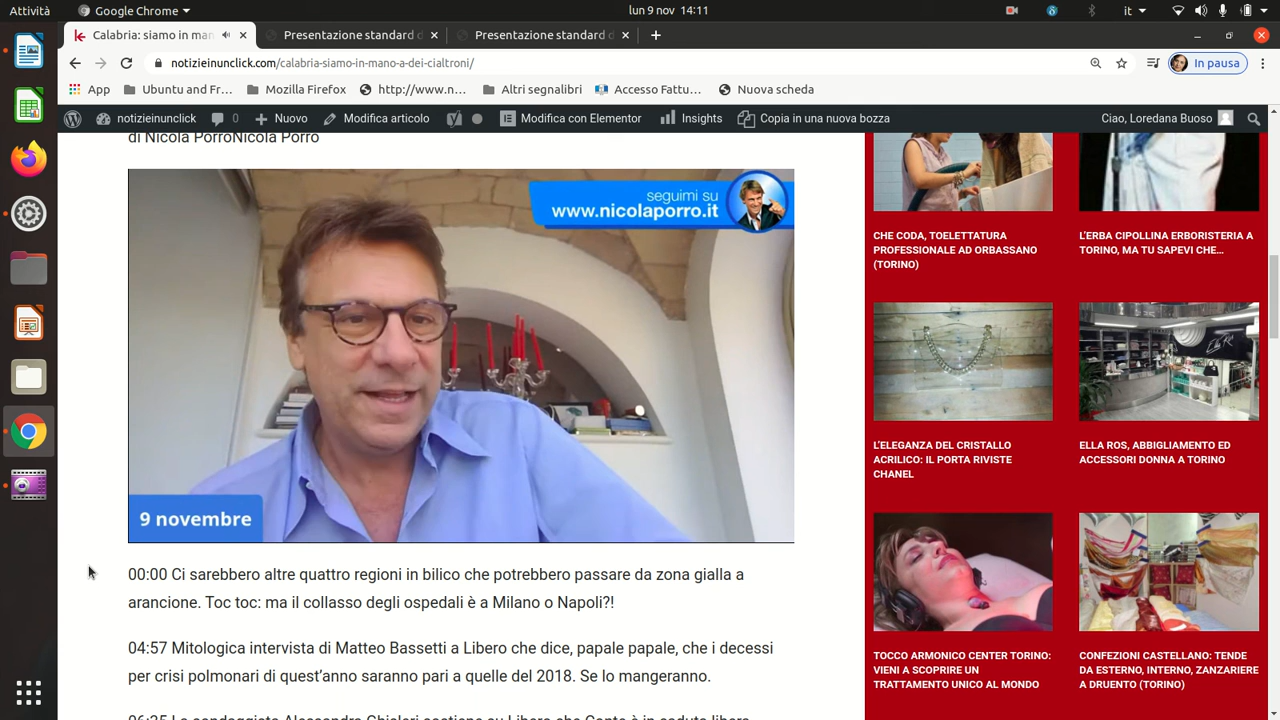 Attività
Google Chrome
lun 9 nov 14:11
it
Calabria: siamo in man
Presentazione standard d
Presentazione standard d
notizieinunclick.com/calabria-siamo-in-mano-a-dei-cialtroni/
In pausa
App
Ubuntu and Fr...
Mozilla Firefox
http://www.n...
Altri segnalibri
Accesso Fattu...
Nuova scheda
notizieinunclick
0
Nuovo
Modifica articolo
Modifica con Elementor
Insights
Copia in una nuova bozza
Ciao, Loredana Buoso
di Nicola PorroNicola Porro
seguimi su
www.nicolaporro.it
9 novembre
00:00 Ci sarebbero altre quattro regioni in bilico che potrebbero passare da zona gialla a
arancione. Toc toc: ma il collasso degli ospedali è a Milano o Napoli?!
04:57 Mitologica intervista di Matteo Bassetti a Libero che dice, papale papale, che i decessi
per crisi polmonari di quest'anno saranno pari a quelle del 2018. Se lo mangeranno.
CHE CODA, TOELETTATURA
PROFESSIONALE AD ORBASSANO
(TORINO)
L'ERBA CIPOLLINA ERBORISTERIA A
TORINO, MA TU SAPEVI CHE...
L'ELEGANZA DEL CRISTALLO
ACRILICO: IL PORTA RIVISTE
CHANEL
Ella Ros
ELLA ROS, ABBIGLIAMENTO ED
ACCESSORI DONNA A TORINO
TOCCO ARMONICO CENTER TORINO:
VIENI A SCOPRIRE UN
TRATTAMENTO UNICO AL MONDO
CONFEZIONI CASTELLANO: TENDE
DA ESTERNO, INTERNO, ZANZARIERE
A DRUENTO (TORINO)